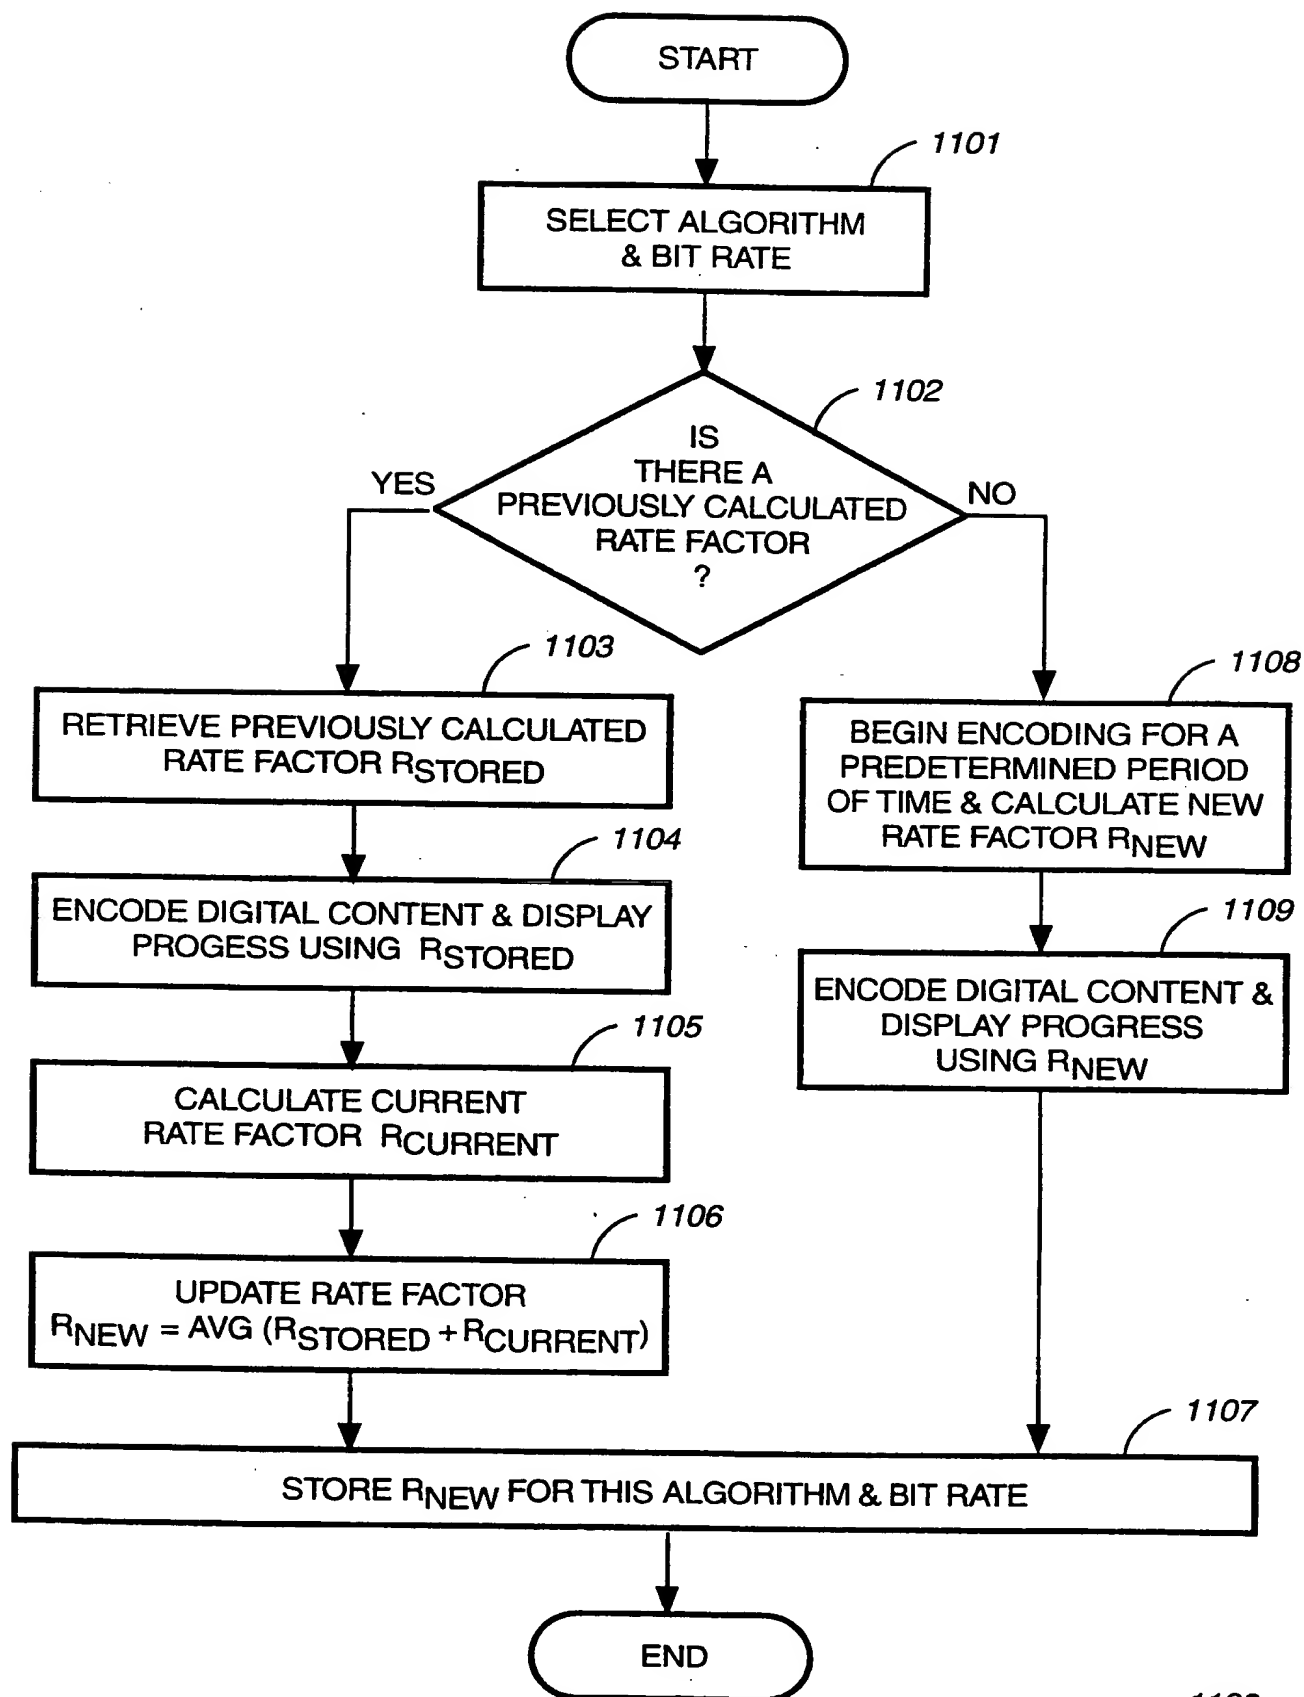 START
1101
SELECT ALGORITHM
& BIT RATE
1102
IS
THERE A
PREVIOUSLY CALCULATED
RATE FACTOR
?
YES
NO
1103
RETRIEVE PREVIOUSLY CALCULATED
RATE FACTOR RSTORED
1104
ENCODE DIGITAL CONTENT & DISPLAY
PROGESS USING RSTORED
1105
CALCULATE CURRENT
RATE FACTOR RCURRENT
1106
UPDATE RATE FACTOR
RNEW = AVG (RSTORED + RCURRENT)
1108
BEGIN ENCODING FOR A
PREDETERMINED PERIOD
OF TIME & CALCULATE NEW
RATE FACTOR RNEW
1109
ENCODE DIGITAL CONTENT &
DISPLAY PROGRESS
USING RNEW
1107
STORE RNEW FOR THIS ALGORITHM & BIT RATE
END